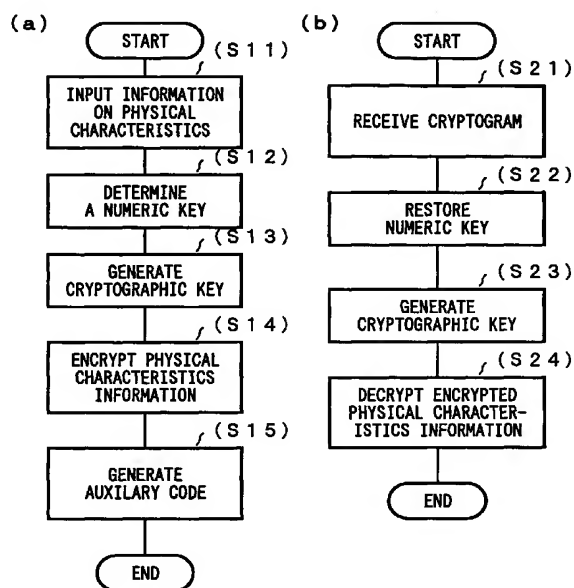 (a)
START
(S11)
INPUT INFORMATION
ON PHYSICAL
CHARACTERISTICS
(S12)
DETERMINE
A NUMERIC KEY
(S13)
GENERATE
CRYPTOGRAPHIC KEY
(S14)
ENCRYPT PHYSICAL
CHARACTERISTICS
INFORMATION
(S15)
GENERATE
AUXILARY CODE
END
(b)
START
(S21)
RECEIVE CRYPTOGRAM
(S22)
RESTORE
NUMERIC KEY
(S23)
GENERATE
CRYPTOGRAPHIC KEY
(S24)
DECRYPT ENCRYPTED
PHYSICAL CHARACTER-
ISTICS INFORMATION
END